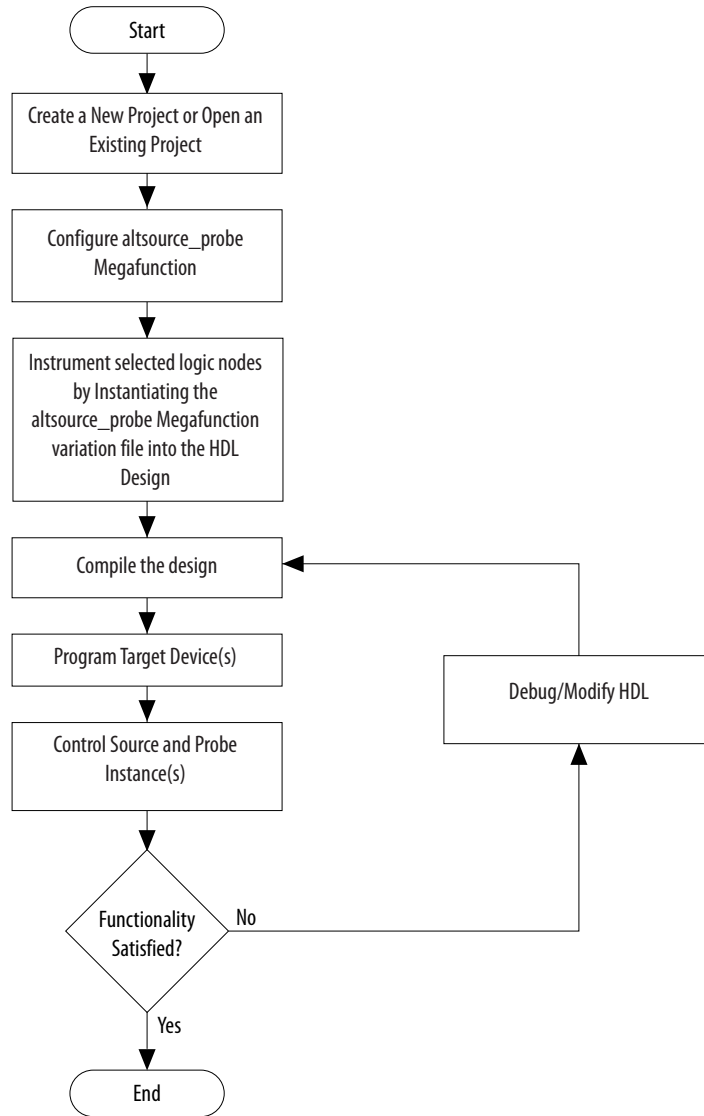 Start
Create a New Project or Open an
Existing Project
Configure altsource_probe
Megafunction
Instrument selected logic nodes
by Instantiating the
altsource_probe Megafunction
variation file into the HDL
Design
Compile the design
Program Target Device(s)
Debug/Modify HDL
Control Source and Probe
Instance(s)
Functionality
Satisfied?
No
Yes
End